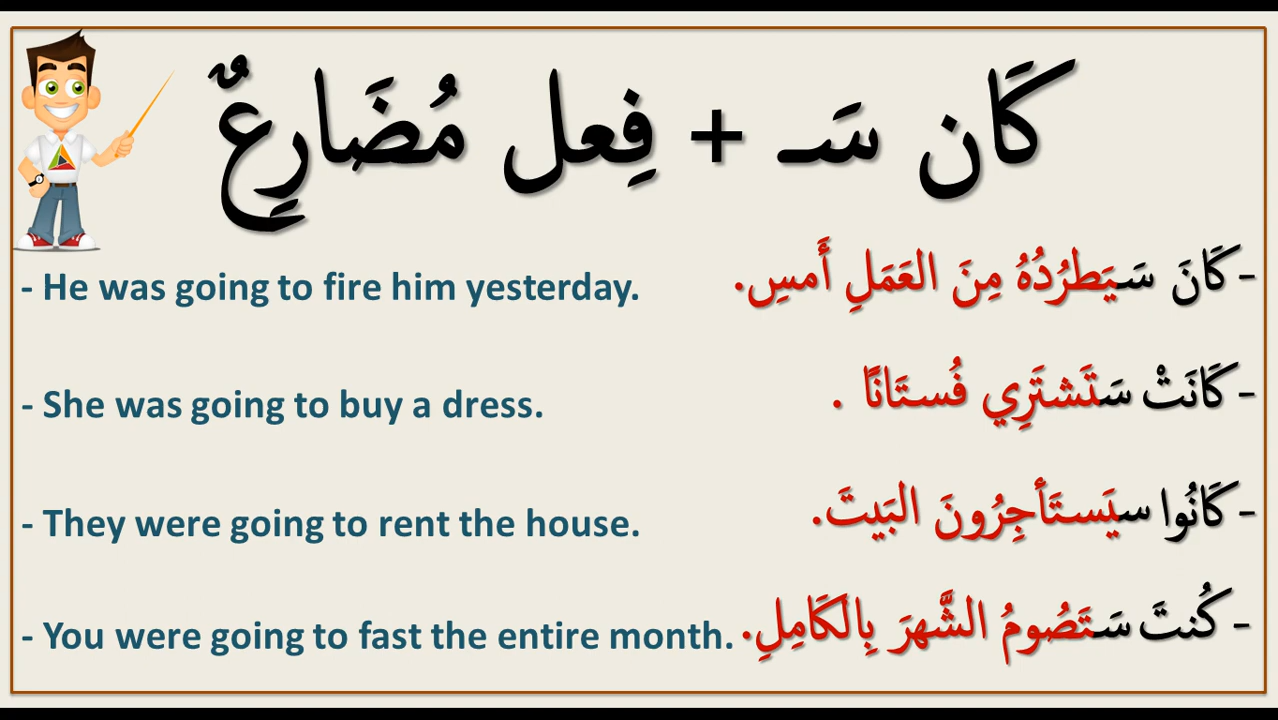 كَان سَـ + فِعل مُضَارِعٌ
- He was going to fire him yesterday.
- كَانَ سَيَطرُدُهُ مِنَ العَمَلِ أَمسِ.
- She was going to buy a dress.
- كَانَتْ سَتَشتَرِي فُستَانًا .
- They were going to rent the house.
- كَانُوا سيَستَأجِرُونَ البَيتَ.
- You were going to fast the entire month.
- كُنتَ سَتَصُومُ الشَّهرَ بِالكَامِلِ.